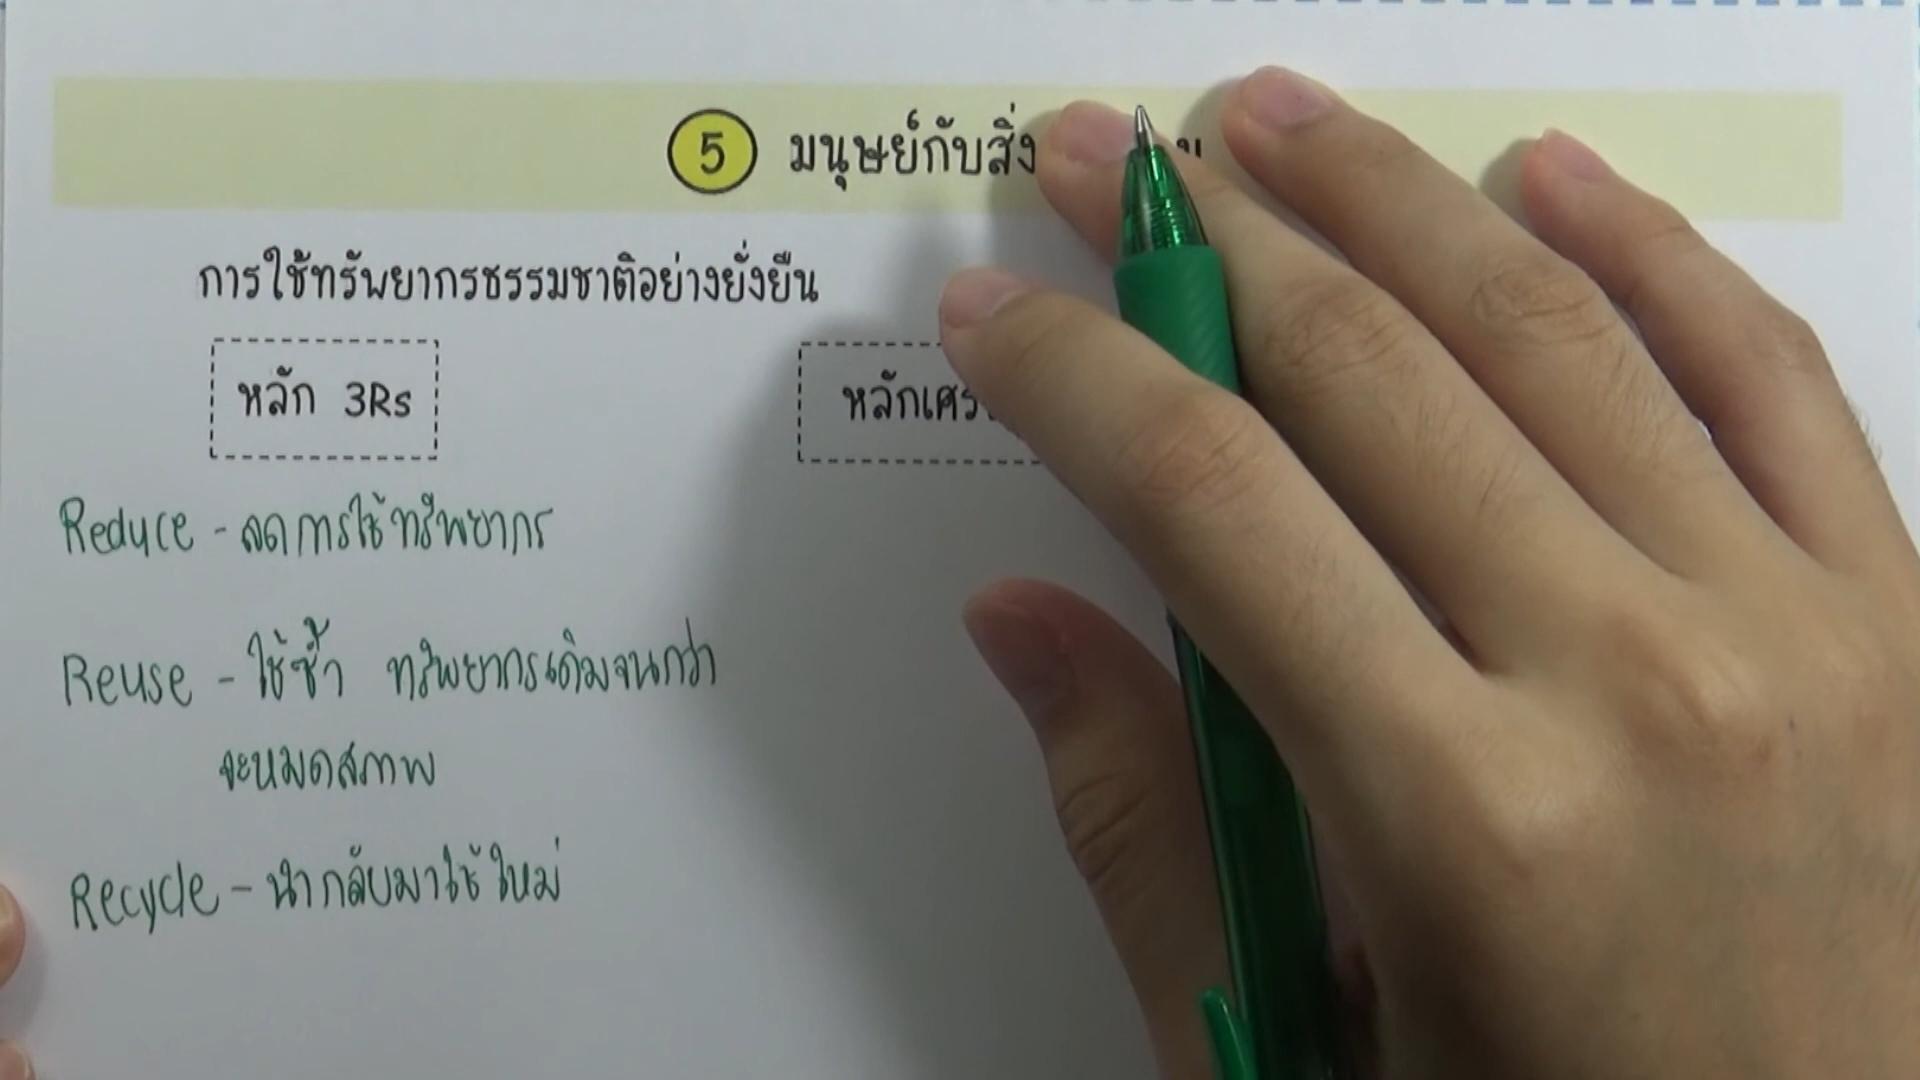 5 มนุษย์กับสิ่ง
การใช้ทรัพยากรธรรมชาติอย่างยั่งยืน
หลัก 3Rs
หลักเศร
Reduce - ลดการใช้ทรัพยากร
Reuse - ใช้ซ้ำ ทรัพยากรเดิมจนกว่า
จะหมดสภาพ
Recycle - นำกลับมาใช้ใหม่